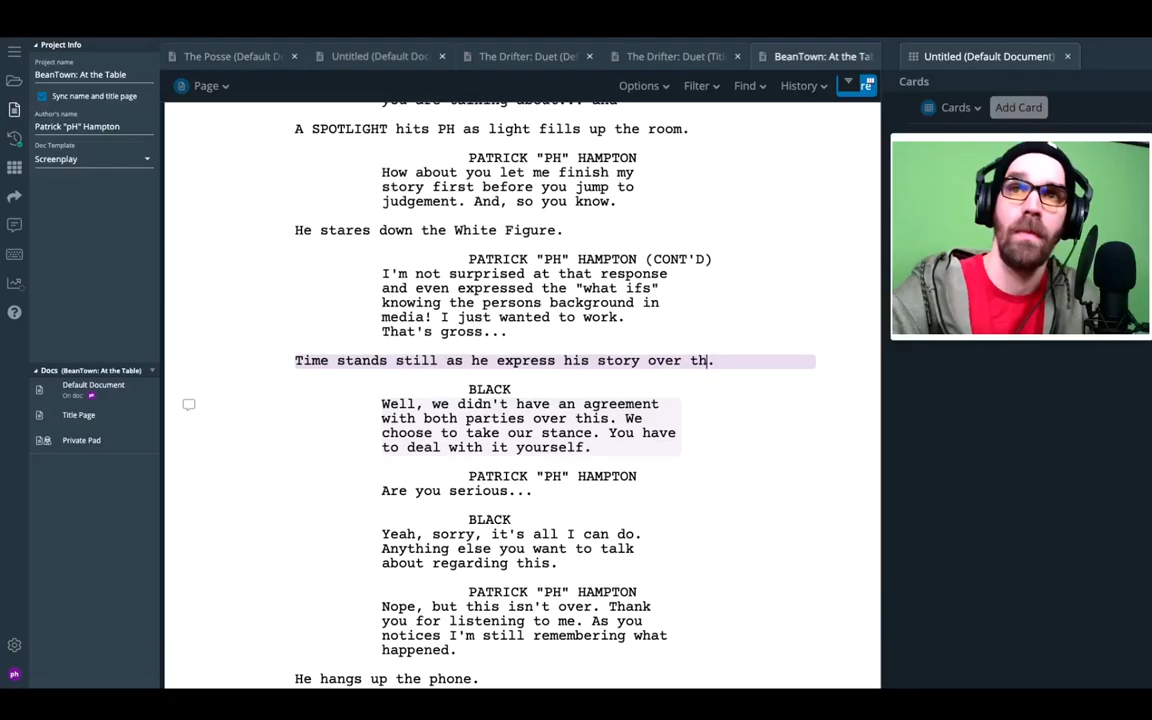 Project Info
Project name
BeanTown: At the Table
Sync name and title page
Author's name
Patrick "pH" Hampton
Doc Template
Screenplay
Docs (BeanTown: At the Table)
Default Document
On doc ph
Title Page
Private Pad
ph
The Posse (Default D
Untitled (Default Doc
The Drifter: Duet (De
The Drifter: Duet (Titl
BeanTown: At the Tat
Untitled (Default Document)
Page
Options
Filter
Find
History
re
Cards
Cards
Add Card
A SPOTLIGHT hits PH as light fills up the room.
PATRICK "PH" HAMPTON
How about you let me finish my
story first before you jump to
judgement. And, so you know.
He stares down the White Figure.
PATRICK "PH" HAMPTON (CONT'D)
I'm not surprised at that response
and even expressed the "what ifs"
knowing the persons background in
media! I just wanted to work.
That's gross...
Time stands still as he express his story over th.
BLACK
Well, we didn't have an agreement
with both parties over this. We
choose to take our stance. You have
to deal with it yourself.
PATRICK "PH" HAMPTON
Are you serious...
BLACK
Yeah, sorry, it's all I can do.
Anything else you want to talk
about regarding this.
PATRICK "PH" HAMPTON
Nope, but this isn't over. Thank
you for listening to me. As you
notices I'm still remembering what
happened.
He hangs up the phone.